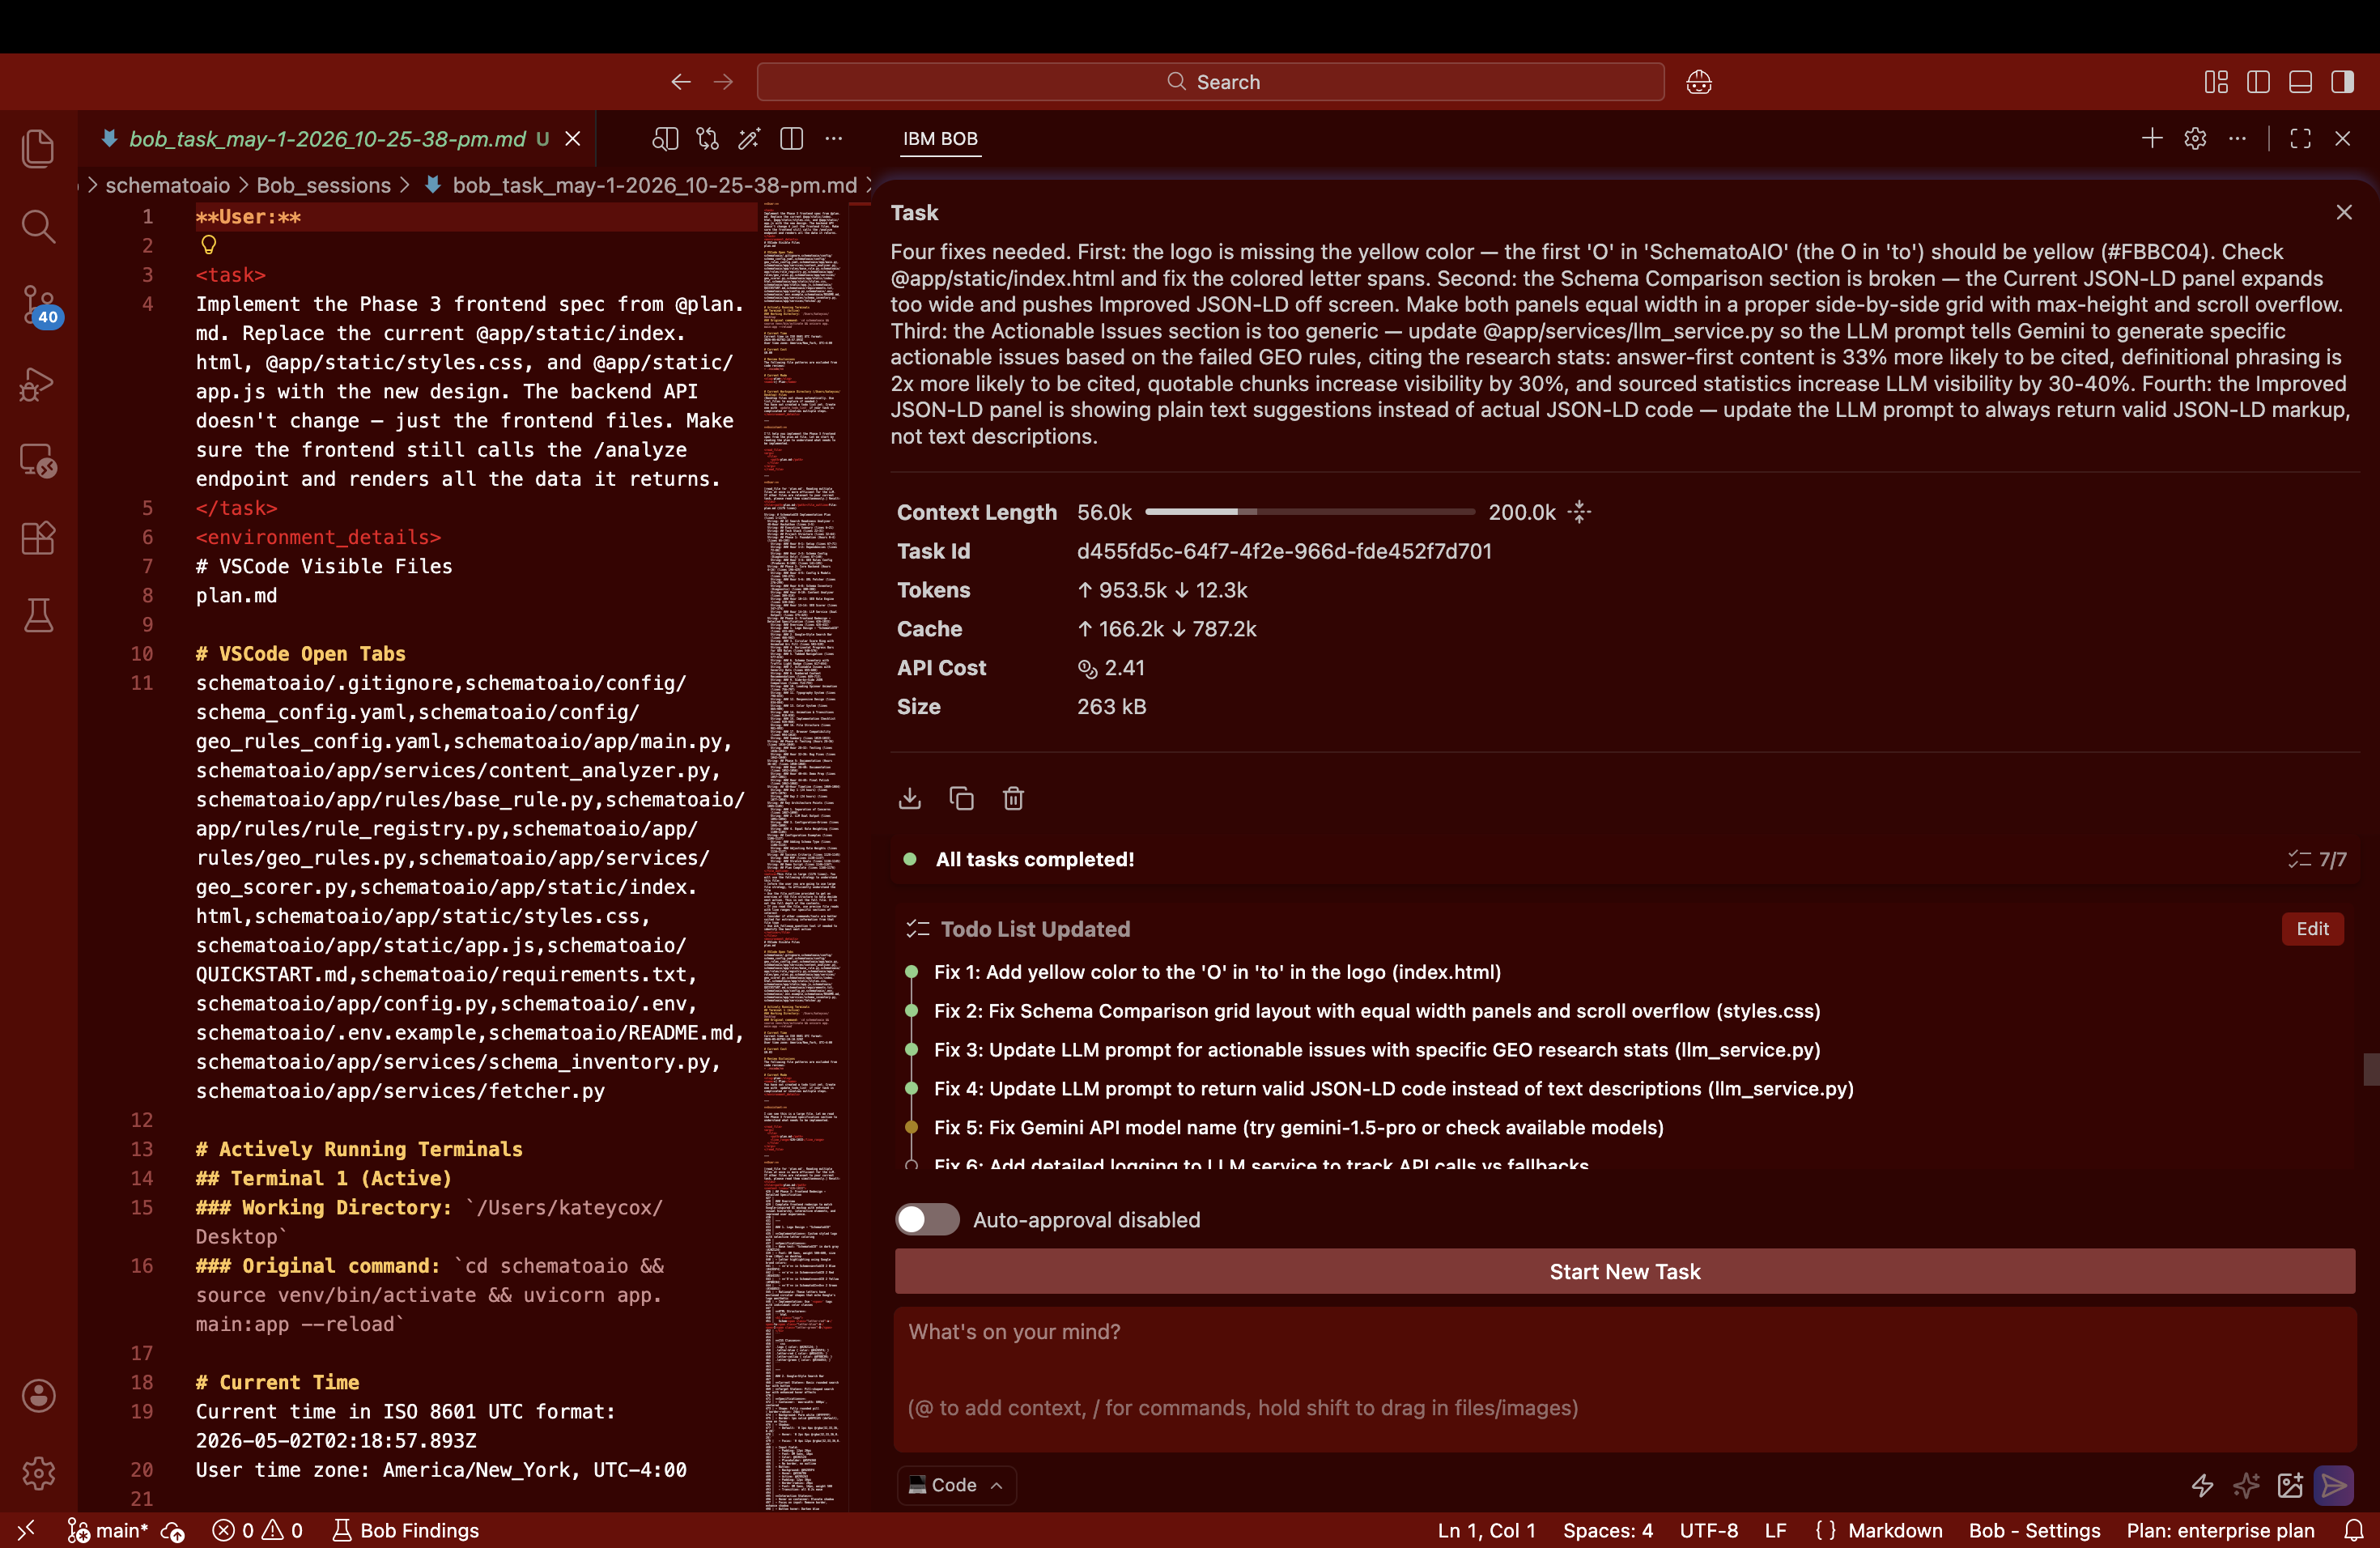 Search
bob_task_may-1-2026_10-25-38-pm.md U
IBM BOB
schematoaio > Bob_sessions > bob_task_may-1-2026_10-25-38-pm.md
40
1 **User:**
2
3 <task>
4 Implement the Phase 3 frontend spec from @plan.
md. Replace the current @app/static/index.
html, @app/static/styles.css, and @app/static/
app.js with the new design. The backend API
doesn't change — just the frontend files. Make
sure the frontend still calls the /analyze
endpoint and renders all the data it returns.
5 </task>
6 <environment_details>
7 # VSCode Visible Files
8 plan.md
9
10 # VSCode Open Tabs
11 schematoaio/.gitignore,schematoaio/config/
schema_config.yaml,schematoaio/config/
geo_rules_config.yaml,schematoaio/app/main.py,
schematoaio/app/services/content_analyzer.py,
schematoaio/app/rules/base_rule.py,schematoaio/
app/rules/rule_registry.py,schematoaio/app/
rules/geo_rules.py,schematoaio/app/services/
geo_scorer.py,schematoaio/app/static/index.
html,schematoaio/app/static/styles.css,
schematoaio/app/static/app.js,schematoaio/
QUICKSTART.md,schematoaio/requirements.txt,
schematoaio/app/config.py,schematoaio/.env,
schematoaio/.env.example,schematoaio/README.md,
schematoaio/app/services/schema_inventory.py,
schematoaio/app/services/fetcher.py
12
13 # Actively Running Terminals
14 ## Terminal 1 (Active)
15 ### Working Directory: `/Users/kateycox/
Desktop`
16 ### Original command: `cd schematoaio &&
source venv/bin/activate && uvicorn app.
main:app --reload`
17
18 # Current Time
19 Current time in ISO 8601 UTC format:
2026-05-02T02:18:57.893Z
20 User time zone: America/New_York, UTC-4:00
21
Task
Four fixes needed. First: the logo is missing the yellow color — the first 'O' in 'SchematoAIO' (the O in 'to') should be yellow (#FBBC04). Check
@app/static/index.html and fix the colored letter spans. Second: the Schema Comparison section is broken — the Current JSON-LD panel expands
too wide and pushes Improved JSON-LD off screen. Make both panels equal width in a proper side-by-side grid with max-height and scroll overflow.
Third: the Actionable Issues section is too generic — update @app/services/llm_service.py so the LLM prompt tells Gemini to generate specific
actionable issues based on the failed GEO rules, citing the research stats: answer-first content is 33% more likely to be cited, definitional phrasing is
2x more likely to be cited, quotable chunks increase visibility by 30%, and sourced statistics increase LLM visibility by 30-40%. Fourth: the Improved
JSON-LD panel is showing plain text suggestions instead of actual JSON-LD code — update the LLM prompt to always return valid JSON-LD markup,
not text descriptions.
Context Length 56.0k 200.0k
Task Id d455fd5c-64f7-4f2e-966d-fde452f7d701
Tokens ↑ 953.5k ↓ 12.3k
Cache ↑ 166.2k ↓ 787.2k
API Cost 2.41
Size 263 kB
All tasks completed! 7/7
Todo List Updated Edit
Fix 1: Add yellow color to the 'O' in 'to' in the logo (index.html)
Fix 2: Fix Schema Comparison grid layout with equal width panels and scroll overflow (styles.css)
Fix 3: Update LLM prompt for actionable issues with specific GEO research stats (llm_service.py)
Fix 4: Update LLM prompt to return valid JSON-LD code instead of text descriptions (llm_service.py)
Fix 5: Fix Gemini API model name (try gemini-1.5-pro or check available models)
Fix 6: Add detailed logging to LLM service to track API calls vs fallbacks
Auto-approval disabled
Start New Task
What's on your mind?
(@ to add context, / for commands, hold shift to drag in files/images)
Code
main* 0 0 Bob Findings Ln 1, Col 1 Spaces: 4 UTF-8 LF {} Markdown Bob - Settings Plan: enterprise plan